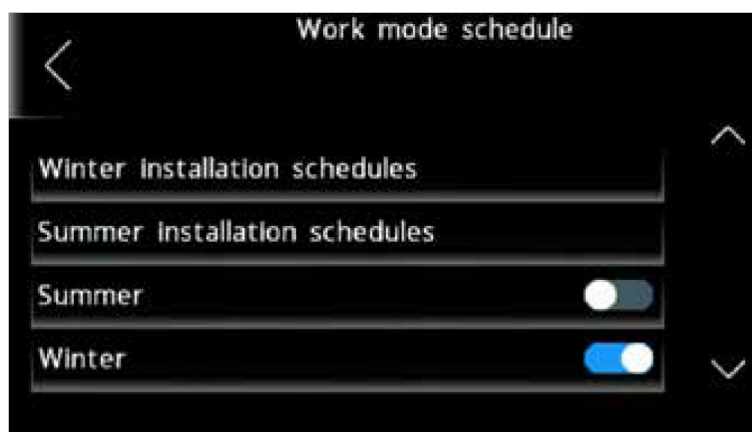 Work mode schedule
Winter installation schedules
Summer installation schedules
Summer
Winter